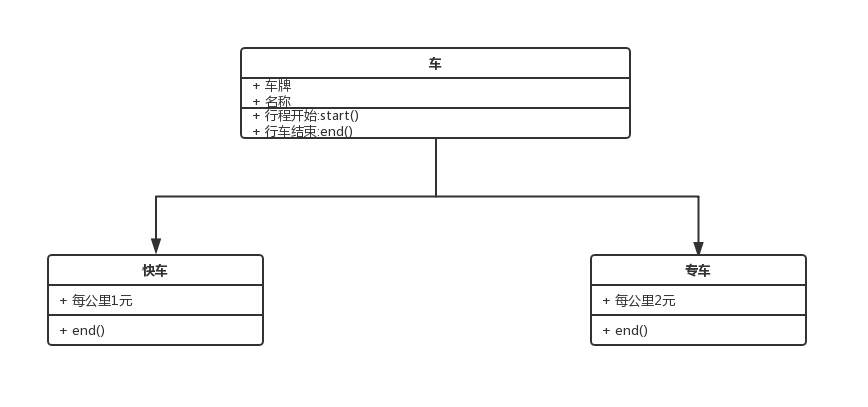 车
+ 车牌
+ 名称
+ 行程开始:start()
+ 行车结束:end()
快车
+ 每公里1元
+ end()
专车
+ 每公里2元
+ end()